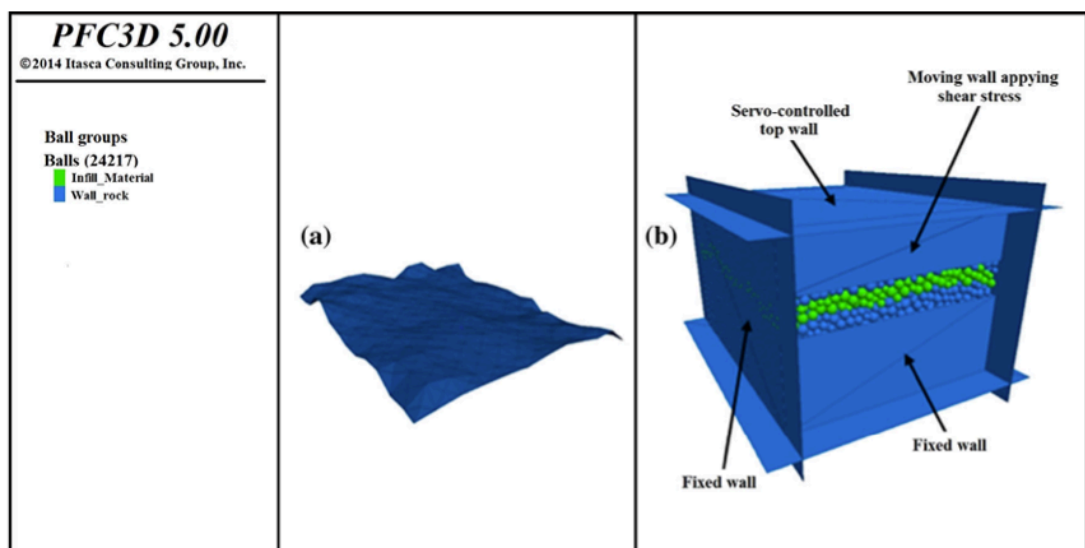 PFC3D 5.00
©2014 Itasca Consulting Group, Inc.
Ball groups
Balls (24217)
Infill_Material
Wall_rock
(a)
(b)
Servo-controlled
top wall
Moving wall appying
shear stress
Fixed wall
Fixed wall